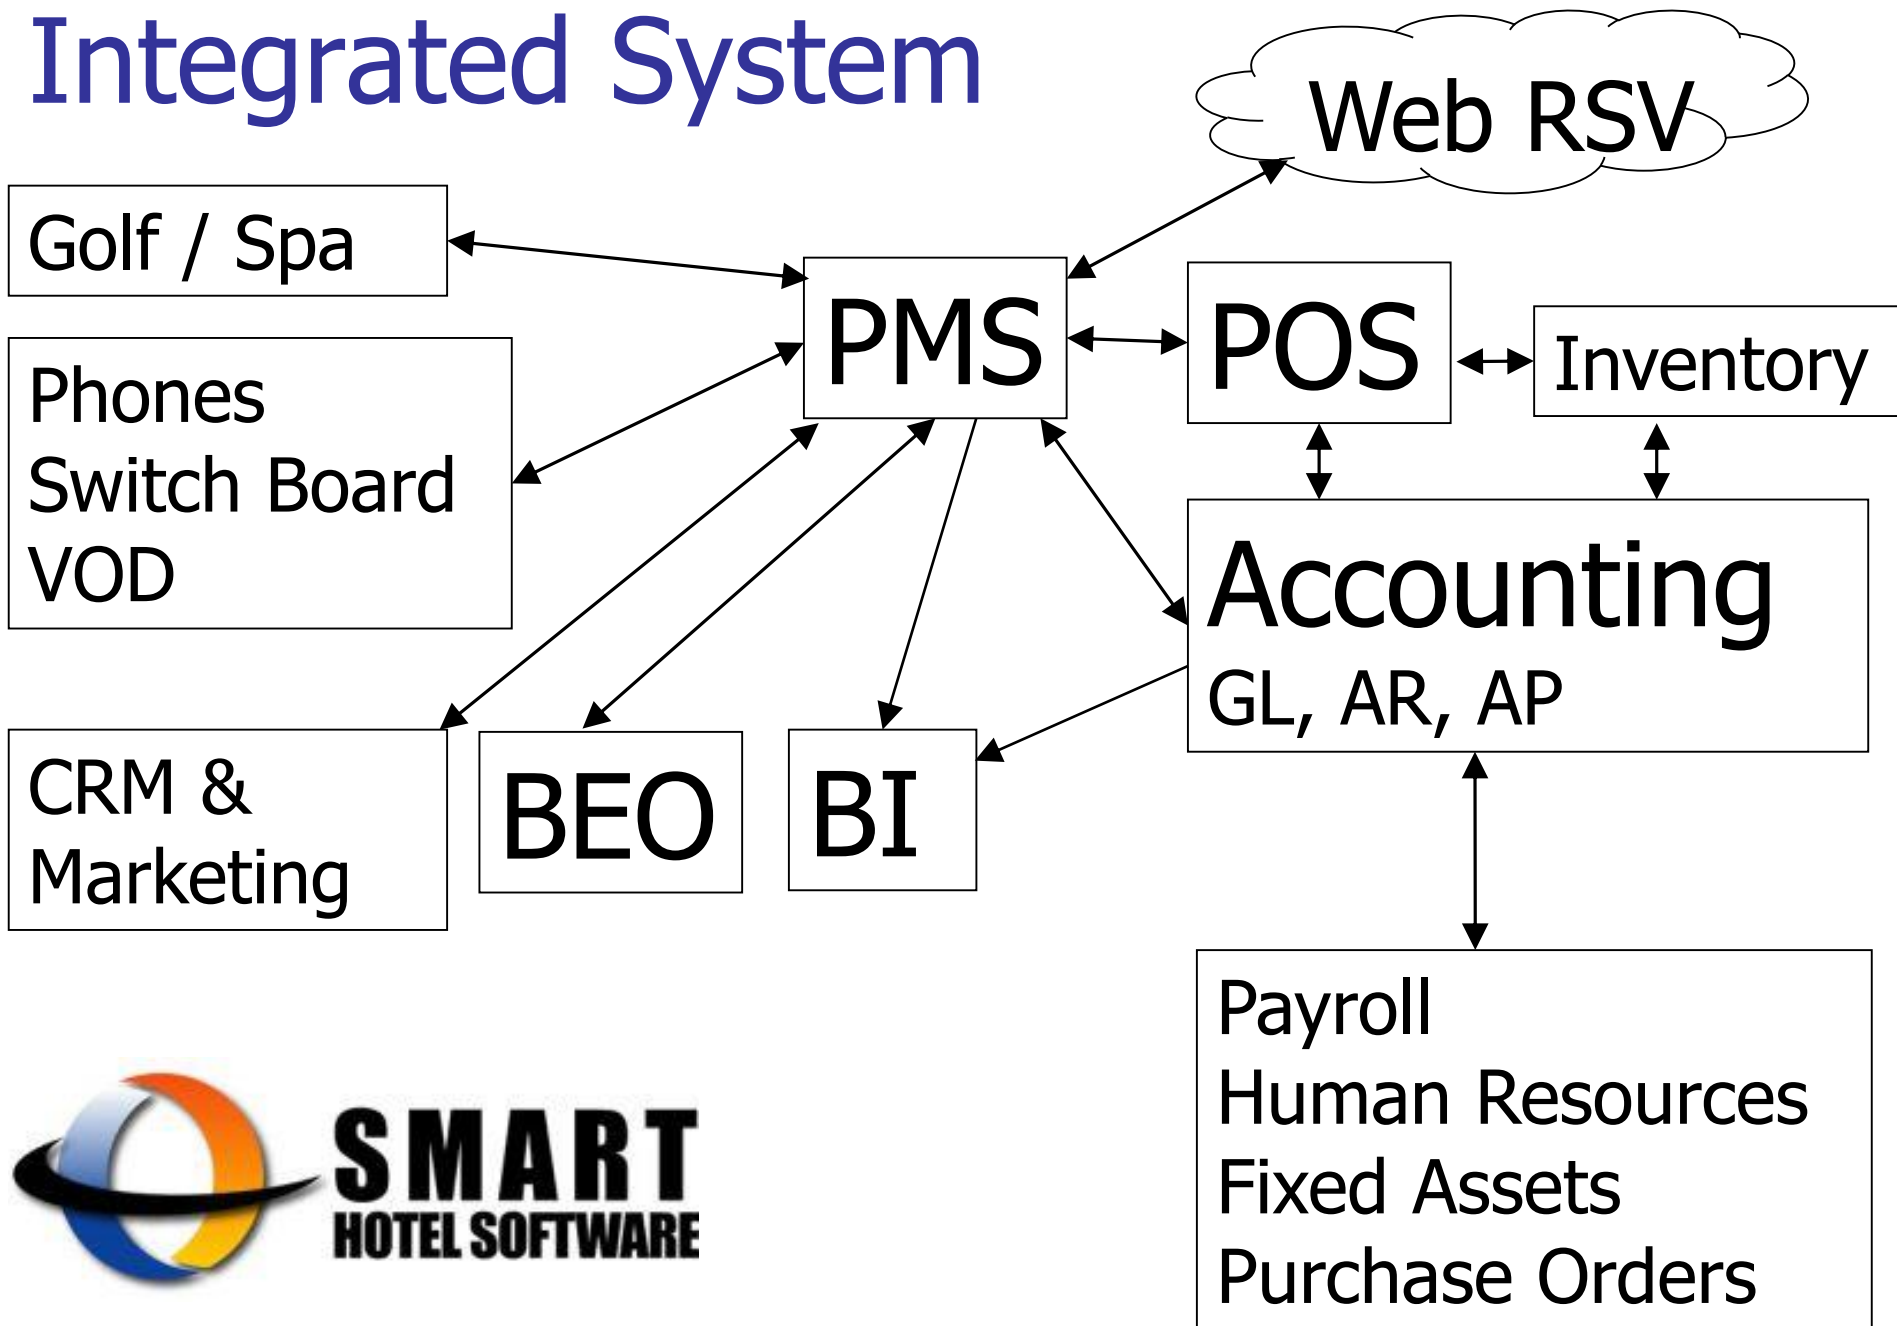 Integrated System
Web RSV
Golf / Spa
PMS
POS
Inventory
Phones
Switch Board
VOD
Accounting
GL, AR, AP
CRM &
Marketing
BEO
BI
Payroll
Human Resources
Fixed Assets
Purchase Orders
SMART
HOTEL SOFTWARE